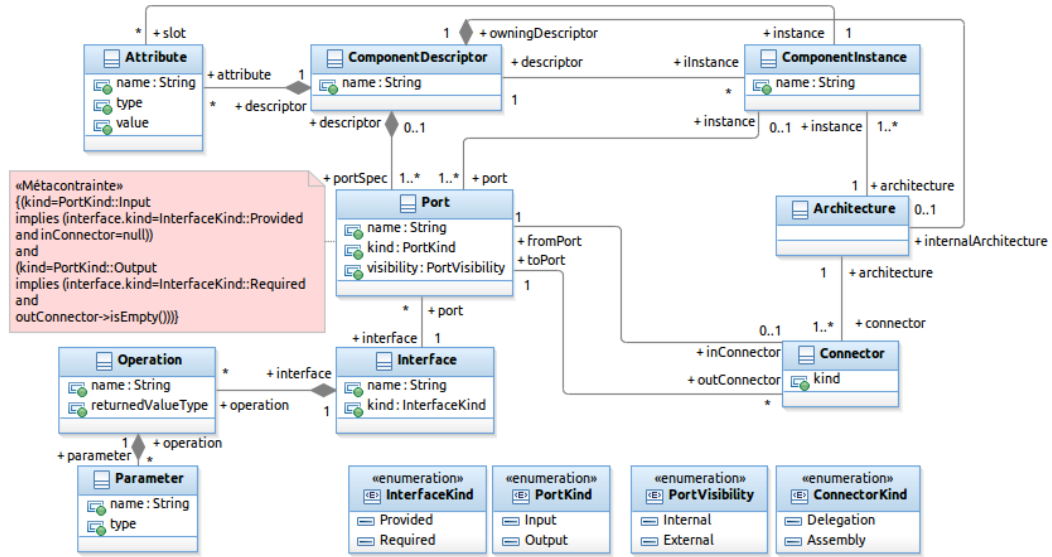 * + slot
1 + owningDescriptor
+ instance 1
Attribute
name : String
type
value
+ attribute 1
* + descriptor
ComponentDescriptor
name : String
+ descriptor + iInstance
1 *
ComponentInstance
name : String
+ descriptor 0..1
+ instance 0..1
+ instance 1..*
+ portSpec 1..*
1..* + port
1 + architecture
«Métacontrainte»
{(kind=PortKind::Input
implies (interface.kind=InterfaceKind::Provided
and inConnector=null))
and
(kind=PortKind::Output
implies (interface.kind=InterfaceKind::Required
and
outConnector->isEmpty()))}
Port
name : String
kind : PortKind
visibility : PortVisibility
1
+ fromPort
+ toPort
1
Architecture
0..1
+ internalArchitecture
1 + architecture
* + port
+ interface 1
0..1 1..* + connector
+ inConnector
+ outConnector
*
Connector
kind
Operation
name : String
returnedValueType
* + interface
+ operation 1
Interface
name : String
kind : InterfaceKind
1 + operation
+ parameter *
Parameter
name : String
type
«enumeration»
InterfaceKind
Provided
Required
«enumeration»
PortKind
Input
Output
«enumeration»
PortVisibility
Internal
External
«enumeration»
ConnectorKind
Delegation
Assembly